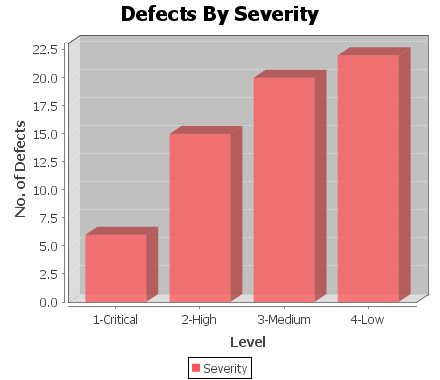 Defects By Severity
No. of Defects
22.5
20.0
17.5
15.0
12.5
10.0
7.5
5.0
2.5
0.0
1-Critical 2-High 3-Medium 4-Low
Level
Severity